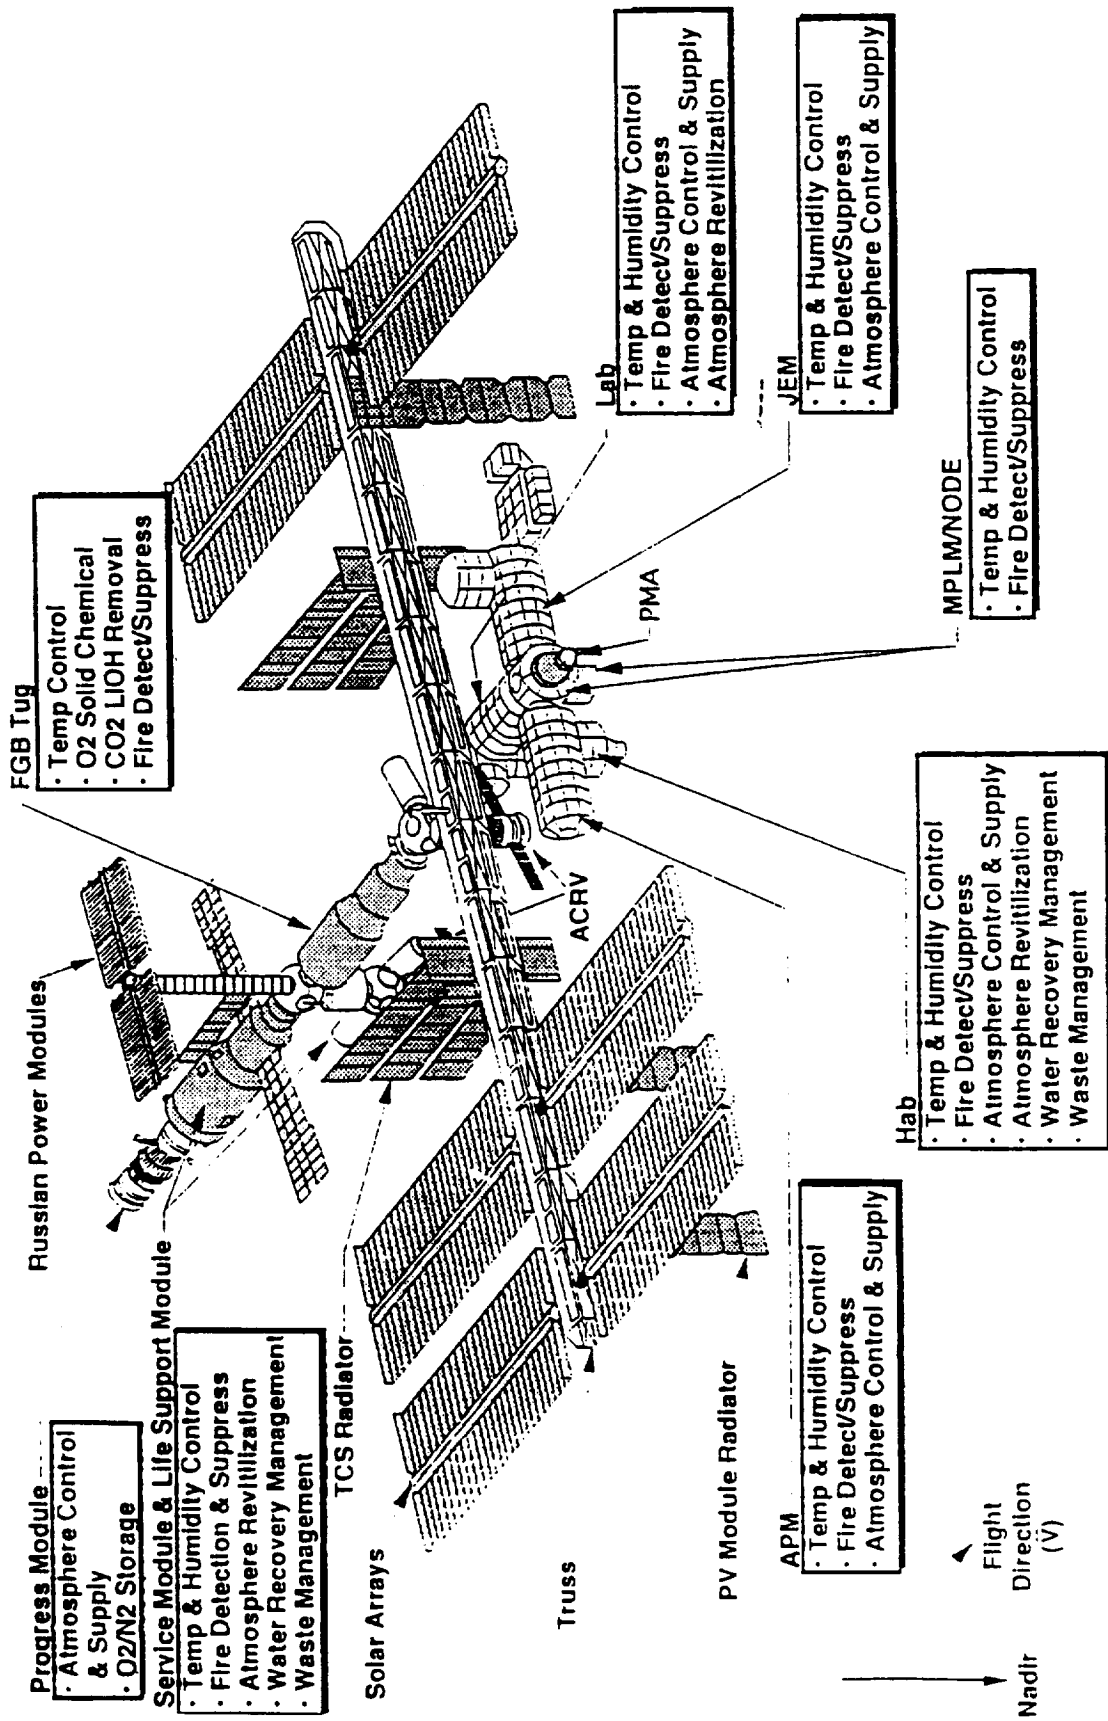 Progress Module
· Atmosphere Control
& Supply
· O2/N2 Storage
Service Module & Life Support Module
· Temp & Humidity Control
· Fire Detection & Suppress
· Atmosphere Revitilization
· Water Recovery Management
· Waste Management
Russian Power Modules
FGB Tug
· Temp Control
· O2 Solid Chemical
· CO2 LIOH Removal
· Fire Detect/Suppress
TCS Radiator
Solar Arrays
Truss
PV Module Radiator
ACRV
PMA
Lab
· Temp & Humidity Control
· Fire Detect/Suppress
· Atmosphere Control & Supply
· Atmosphere Revitilization
JEM
· Temp & Humidity Control
· Fire Detect/Suppress
· Atmosphere Control & Supply
MPLM/NODE
· Temp & Humidity Control
· Fire Detect/Suppress
APM
· Temp & Humidity Control
· Fire Detect/Suppress
· Atmosphere Control & Supply
Hab
· Temp & Humidity Control
· Fire Detect/Suppress
· Atmosphere Control & Supply
· Atmosphere Revitilization
· Water Recovery Management
· Waste Management
Nadir
Flight
Direction
(V)